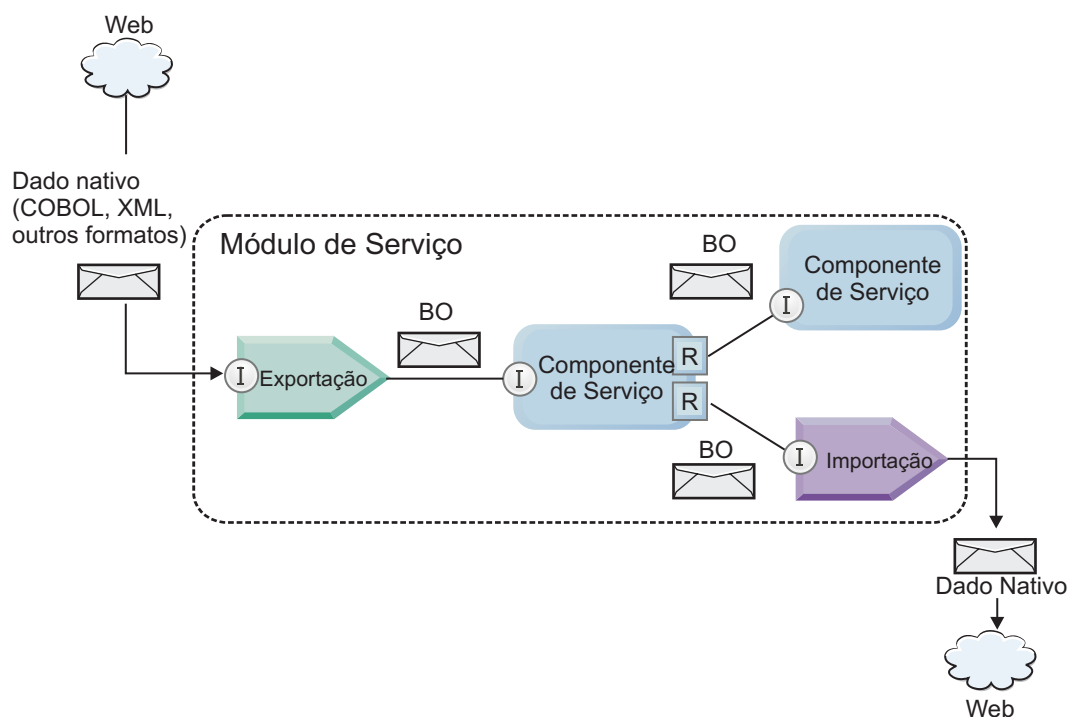 Web
Dado nativo
(COBOL, XML,
outros formatos)
Módulo de Serviço
BO
Componente
de Serviço
I
BO
R
I
Exportação
I
Componente
de Serviço
R
BO
I
Importação
Dado Nativo
Web